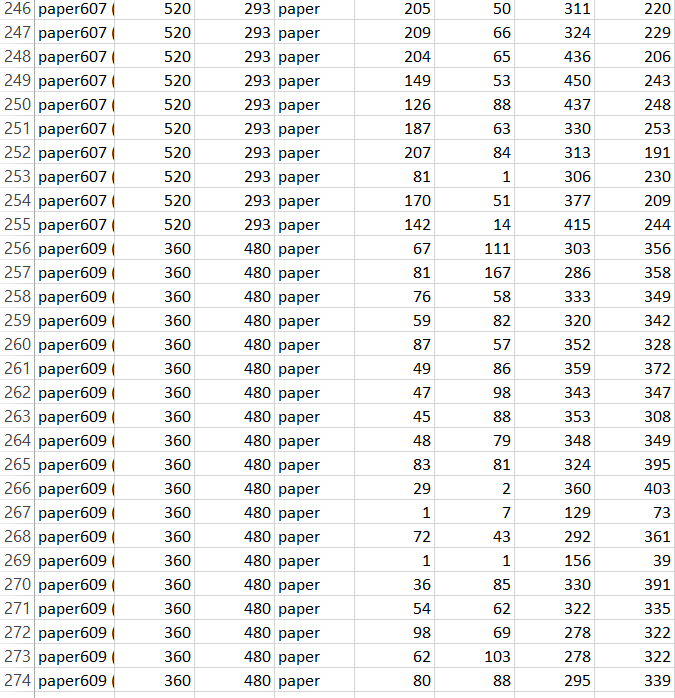 246 paper607 ( 520 293 paper 205 50 311 220
247 paper607 ( 520 293 paper 209 66 324 229
248 paper607 ( 520 293 paper 204 65 436 206
249 paper607 ( 520 293 paper 149 53 450 243
250 paper607 ( 520 293 paper 126 88 437 248
251 paper607 ( 520 293 paper 187 63 330 253
252 paper607 ( 520 293 paper 207 84 313 191
253 paper607 ( 520 293 paper 81 1 306 230
254 paper607 ( 520 293 paper 170 51 377 209
255 paper607 ( 520 293 paper 142 14 415 244
256 paper609 ( 360 480 paper 67 111 303 356
257 paper609 ( 360 480 paper 81 167 286 358
258 paper609 ( 360 480 paper 76 58 333 349
259 paper609 ( 360 480 paper 59 82 320 342
260 paper609 ( 360 480 paper 87 57 352 328
261 paper609 ( 360 480 paper 49 86 359 372
262 paper609 ( 360 480 paper 47 98 343 347
263 paper609 ( 360 480 paper 45 88 353 308
264 paper609 ( 360 480 paper 48 79 348 349
265 paper609 ( 360 480 paper 83 81 324 395
266 paper609 ( 360 480 paper 29 2 360 403
267 paper609 ( 360 480 paper 1 7 129 73
268 paper609 ( 360 480 paper 72 43 292 361
269 paper609 ( 360 480 paper 1 1 156 39
270 paper609 ( 360 480 paper 36 85 330 391
271 paper609 ( 360 480 paper 54 62 322 335
272 paper609 ( 360 480 paper 98 69 278 322
273 paper609 ( 360 480 paper 62 103 278 322
274 paper609 ( 360 480 paper 80 88 295 339